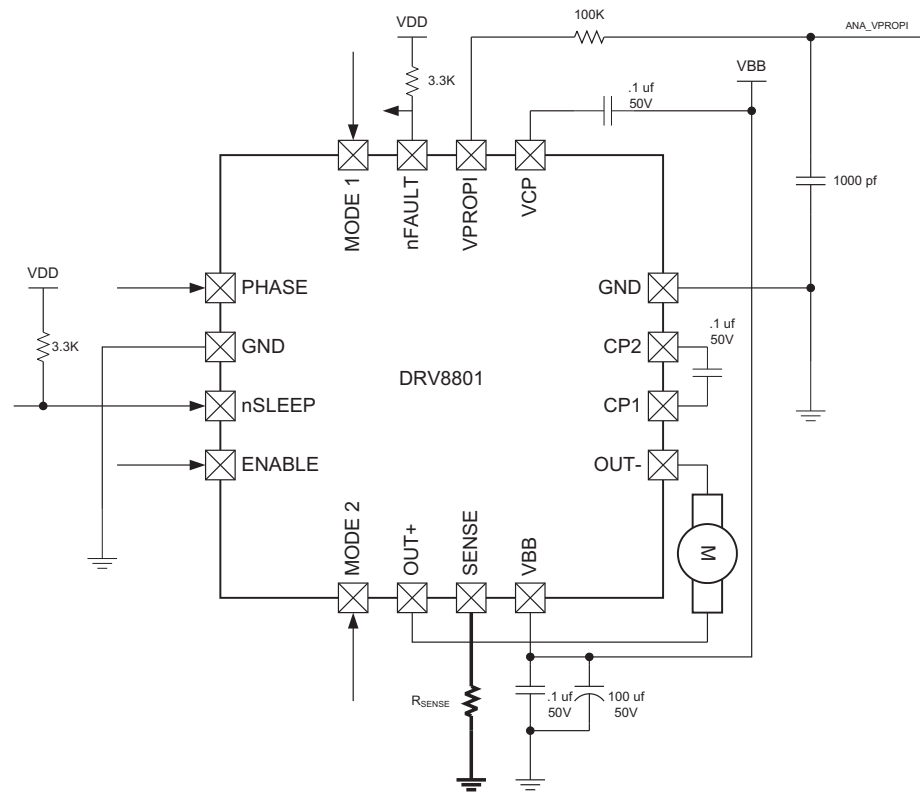 100K
ANA_VPROPI
VDD
VBB
3.3K
.1 uf
50V
MODE 1
nFAULT
VPROPI
VCP
1000 pf
VDD
PHASE
GND
3.3K
GND
CP2
.1 uf
50V
DRV8801
nSLEEP
CP1
ENABLE
OUT-
MODE 2
OUT+
SENSE
VBB
M
RSENSE
.1 uf
50V
100 uf
50V